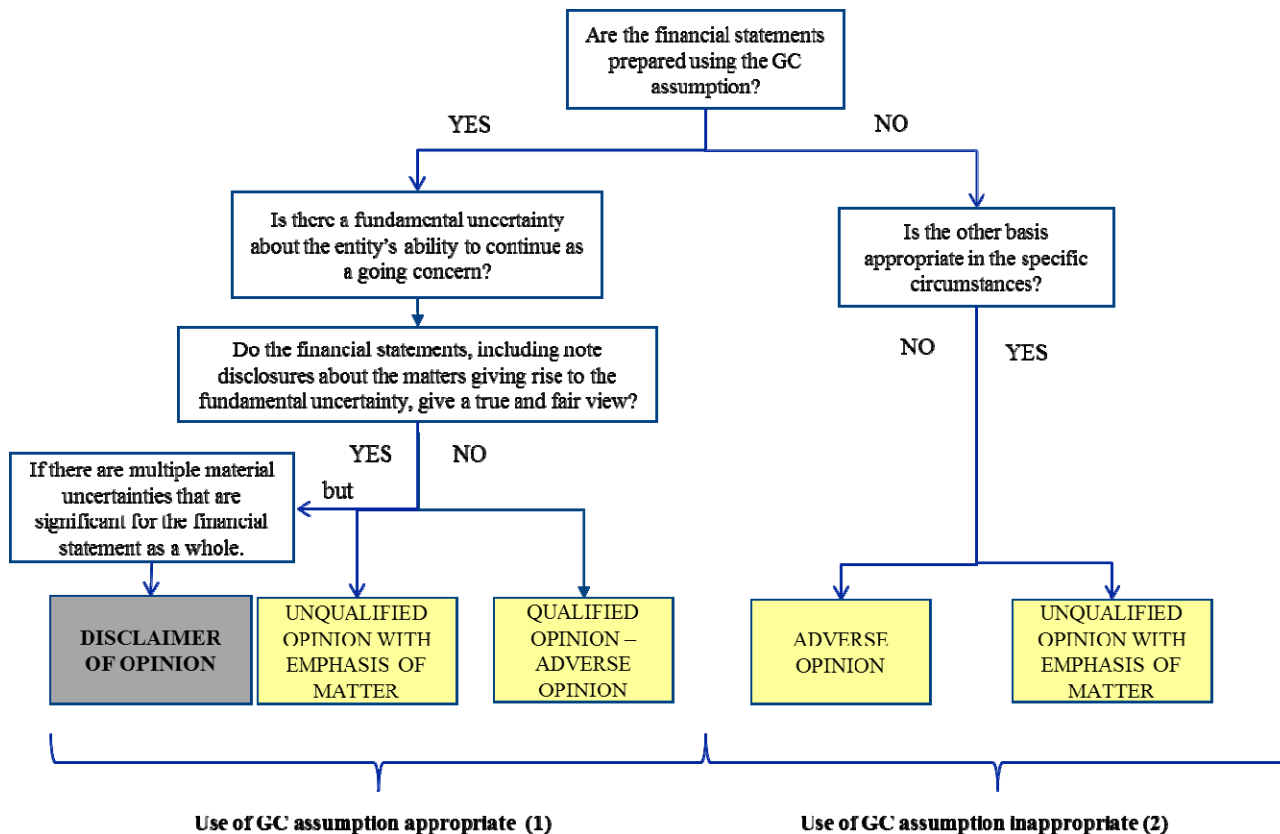 Are the financial statements
prepared using the GC
assumption?
YES
NO
Is there a fundamental uncertainty
about the entity's ability to continue as
a going concern?
Is the other basis
appropriate in the specific
circumstances?
Do the financial statements, including note
disclosures about the matters giving rise to the
fundamental uncertainty, give a true and fair view?
NO
YES
YES
NO
If there are multiple material
uncertainties that are
significant for the financial
statement as a whole.
but
DISCLAIMER
OF OPINION
UNQUALIFIED
OPINION WITH
EMPHASIS OF
MATTER
QUALIFIED
OPINION –
ADVERSE
OPINION
ADVERSE
OPINION
UNQUALIFIED
OPINION WITH
EMPHASIS OF
MATTER
Use of GC assumption appropriate (1)
Use of GC assumption inappropriate (2)